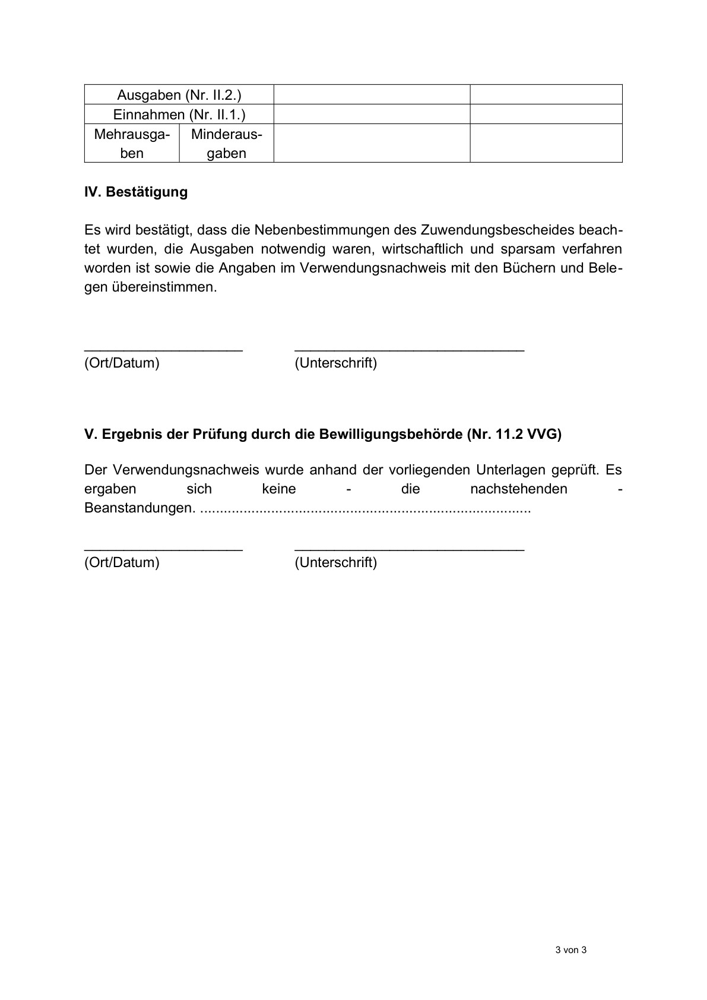 Ausgaben (Nr. II.2.)
Einnahmen (Nr. II.1.)
Mehrausga-
ben
Minderaus-
gaben
IV. Bestätigung
Es wird bestätigt, dass die Nebenbestimmungen des Zuwendungsbescheides beach-
tet wurden, die Ausgaben notwendig waren, wirtschaftlich und sparsam verfahren
worden ist sowie die Angaben im Verwendungsnachweis mit den Büchern und Bele-
gen übereinstimmen.
____________________ _____________________________
(Ort/Datum) (Unterschrift)
V. Ergebnis der Prüfung durch die Bewilligungsbehörde (Nr. 11.2 VVG)
Der Verwendungsnachweis wurde anhand der vorliegenden Unterlagen geprüft. Es
ergaben sich keine - die nachstehenden -
Beanstandungen. ....................................................................................
____________________ _____________________________
(Ort/Datum) (Unterschrift)
3 von 3